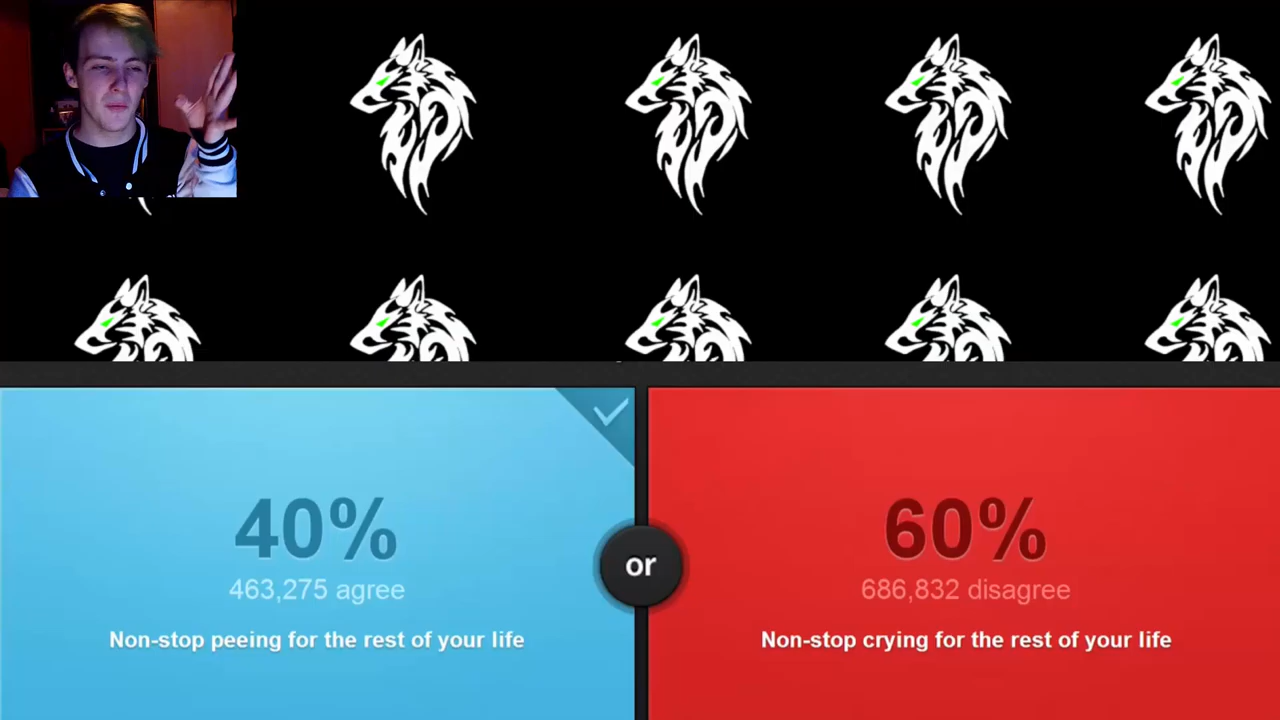 40%
60%
463,275 agree
or
686,832 disagree
Non-stop peeing for the rest of your life
Non-stop crying for the rest of your life